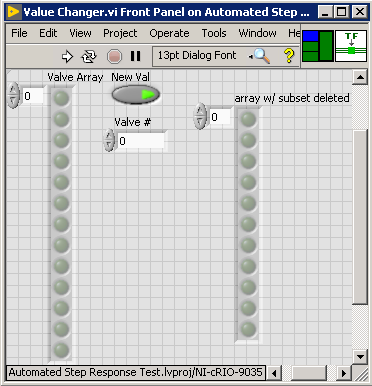 Value Changer.vi Front Panel on Automated Step ...
File Edit View Project Operate Tools Window He
13pt Dialog Font
?
T F
Valve Array
New Val
0
array w/ subset deleted
Valve #
0
0
Automated Step Response Test.lvproj/NI-cRIO-9035